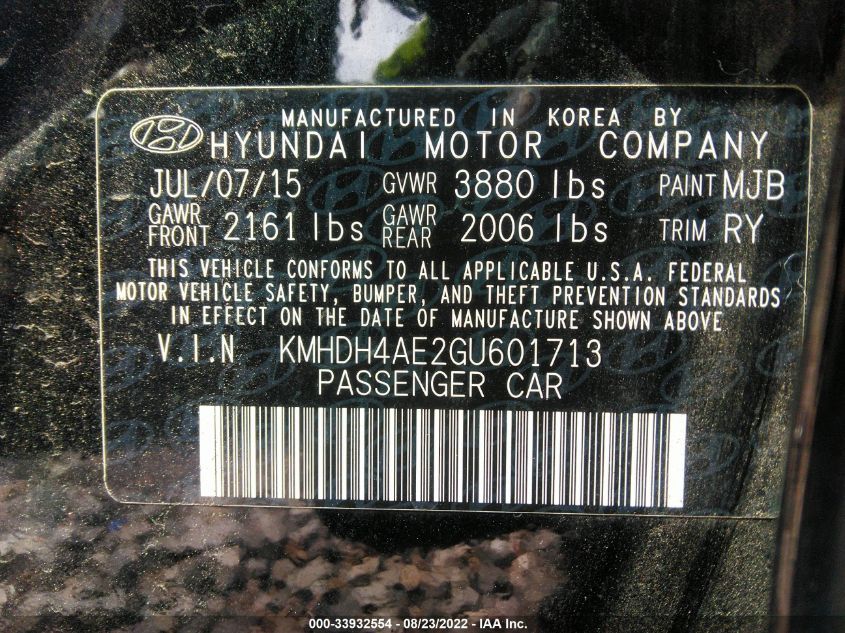 MANUFACTURED IN KOREA BY
HYUNDAI MOTOR COMPANY
JUL/07/15 GVWR 3880 lbs PAINT MJB
GAWR FRONT 2161 lbs GAWR REAR 2006 lbs TRIM RY
THIS VEHICLE CONFORMS TO ALL APPLICABLE U.S.A. FEDERAL
MOTOR VEHICLE SAFETY, BUMPER, AND THEFT PREVENTION STANDARDS
IN EFFECT ON THE DATE OF MANUFACTURE SHOWN ABOVE
V.I.N KMHDH4AE2GU601713
PASSENGER CAR
000-33932554 - 08/23/2022 - IAA Inc.